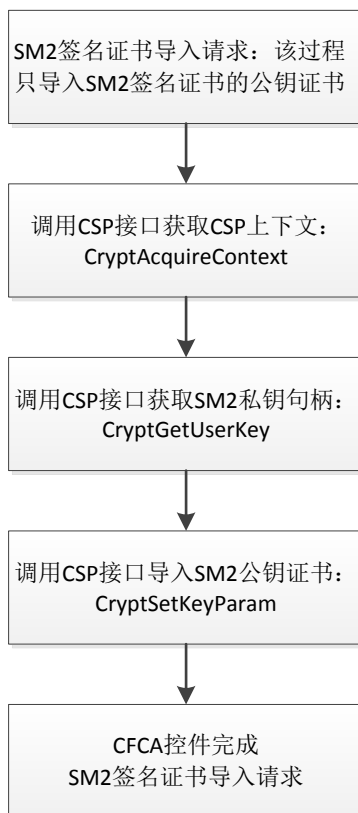 SM2签名证书导入请求：该过程
只导入SM2签名证书的公钥证书
调用CSP接口获取CSP上下文：
CryptAcquireContext
调用CSP接口获取SM2私钥句柄：
CryptGetUserKey
调用CSP接口导入SM2公钥证书：
CryptSetKeyParam
CFCA控件完成
SM2签名证书导入请求